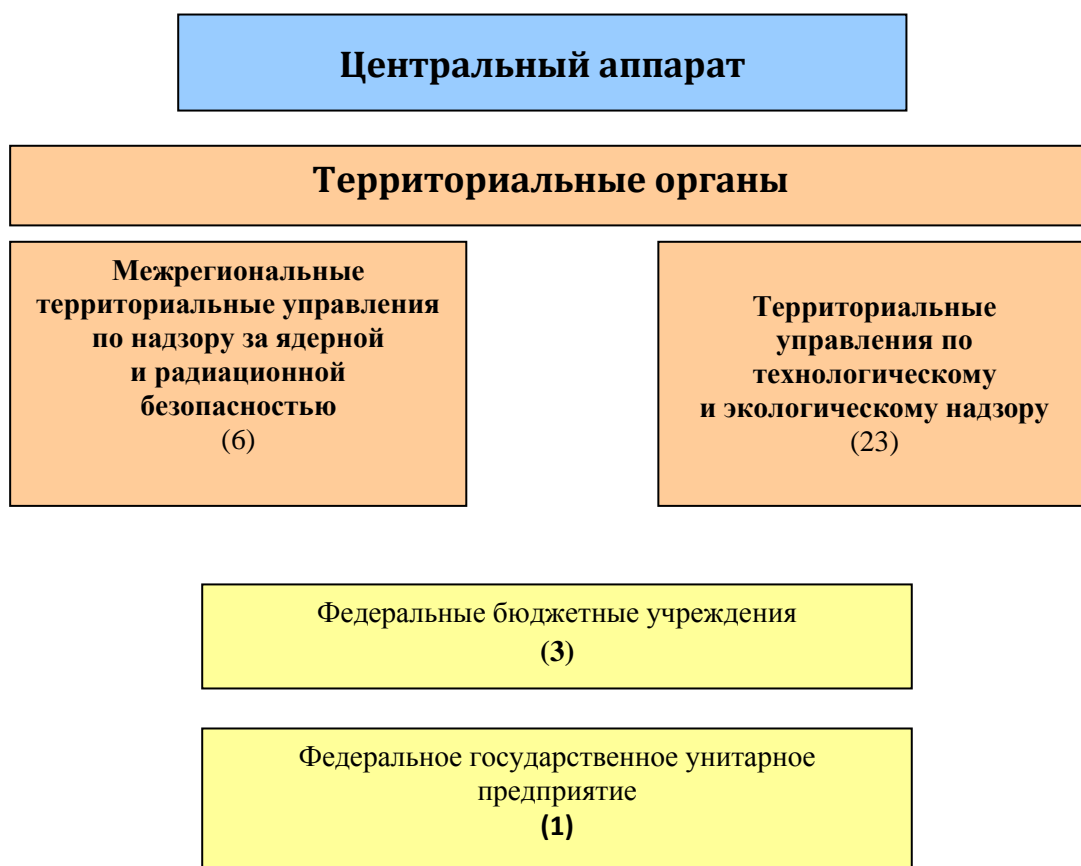 Центральный аппарат
Территориальные органы
Межрегиональные
территориальные управления
по надзору за ядерной
и радиационной
безопасностью
(6)
Территориальные
управления по
технологическому
и экологическому надзору
(23)
Федеральные бюджетные учреждения
(3)
Федеральное государственное унитарное
предприятие
(1)